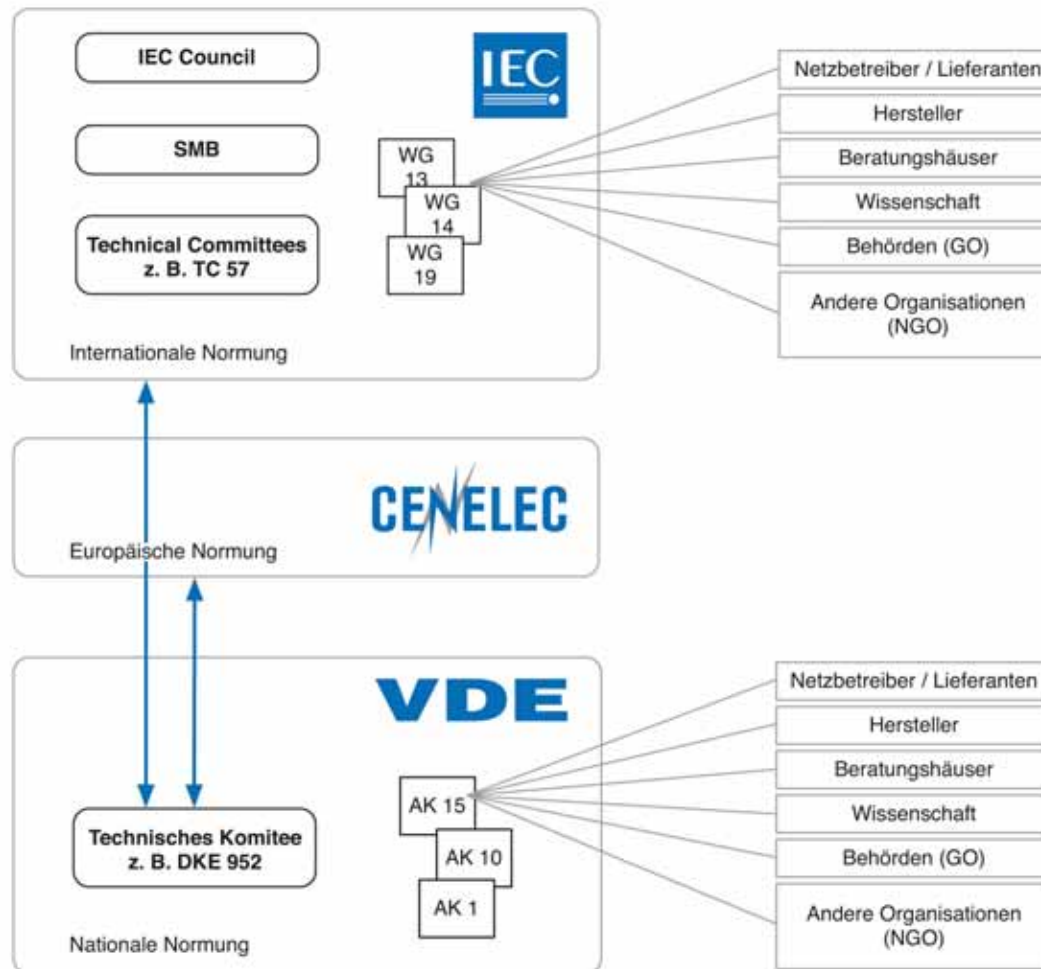 IEC Council
IEC
SMB
Technical Committees
z. B. TC 57
WG
13
WG
14
WG
19
Internationale Normung
Netzbetreiber / Lieferanten
Hersteller
Beratungshäuser
Wissenschaft
Behörden (GO)
Andere Organisationen
(NGO)
CENELEC
Europäische Normung
VDE
Technisches Komitee
z. B. DKE 952
AK 15
AK 10
AK 1
Nationale Normung
Netzbetreiber / Lieferanten
Hersteller
Beratungshäuser
Wissenschaft
Behörden (GO)
Andere Organisationen
(NGO)